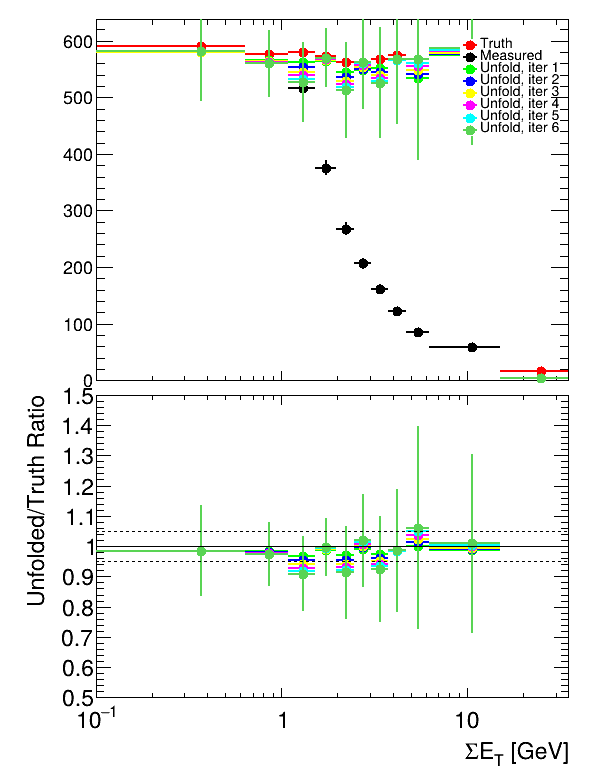 600
500
400
300
200
100
0
Truth
Measured
Unfold, iter 1
Unfold, iter 2
Unfold, iter 3
Unfold, iter 4
Unfold, iter 5
Unfold, iter 6
Unfolded/Truth Ratio
1.5
1.4
1.3
1.2
1.1
1
0.9
0.8
0.7
0.6
0.5
10⁻¹ 1 10
ΣE_T [GeV]